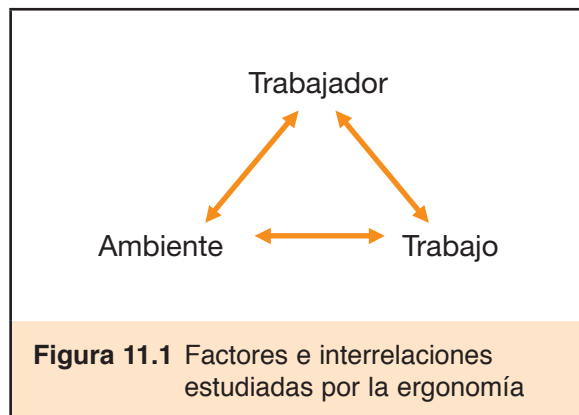 Trabajador
Ambiente
Trabajo
Figura 11.1 Factores e interrelaciones
estudiadas por la ergonomía